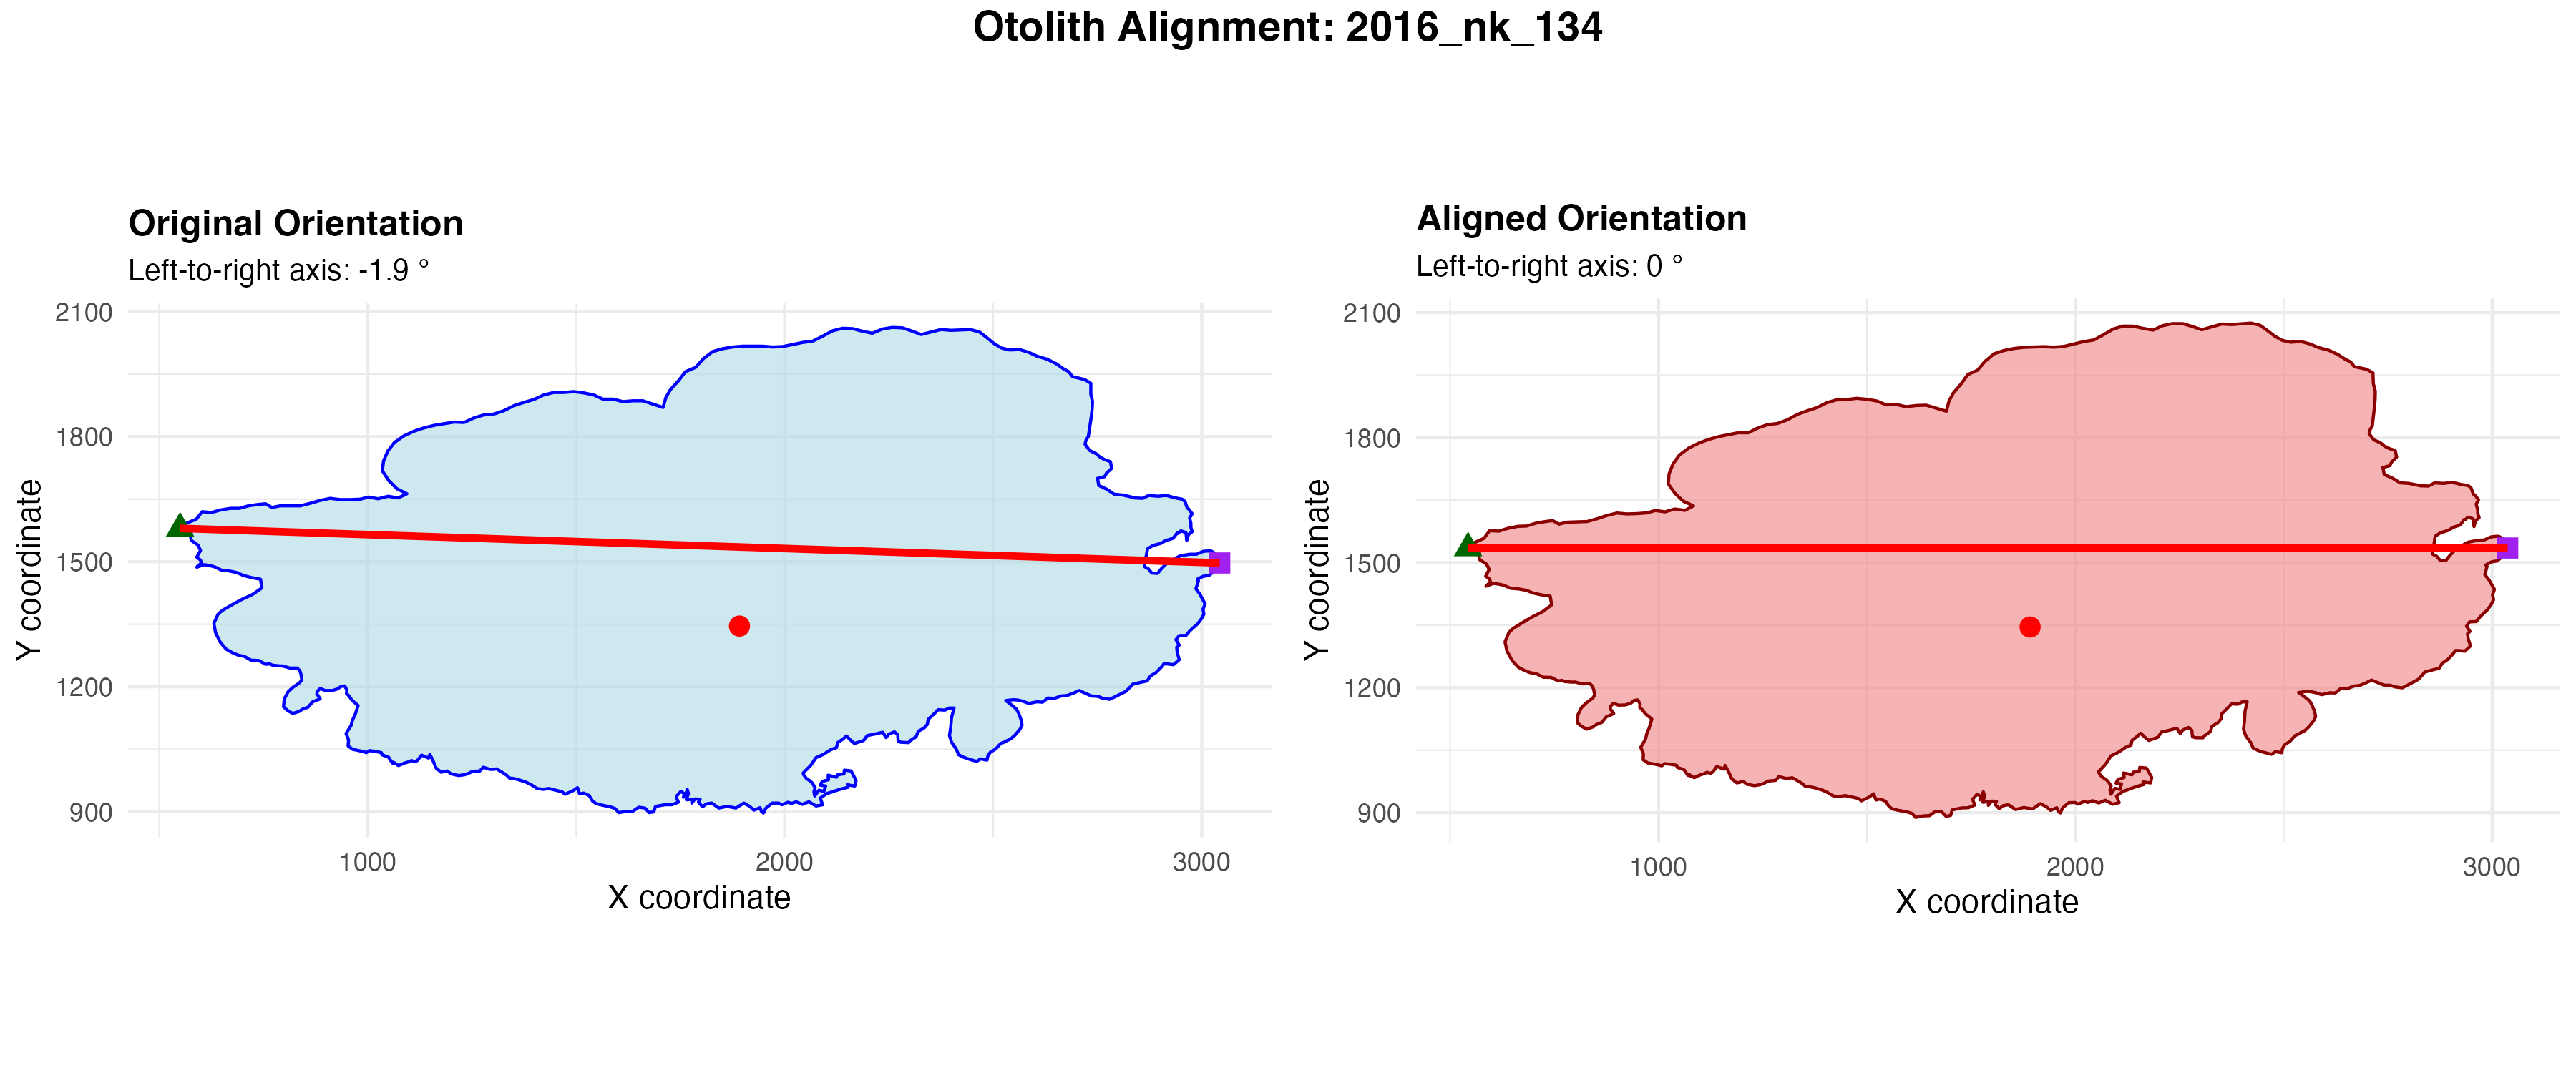 Otolith Alignment: 2016_nk_134
Original Orientation
Left-to-right axis: -1.9 °
2100
1800
1500
1200
900
Y coordinate
1000
2000
3000
X coordinate
Aligned Orientation
Left-to-right axis: 0 °
2100
1800
1500
1200
900
Y coordinate
1000
2000
3000
X coordinate